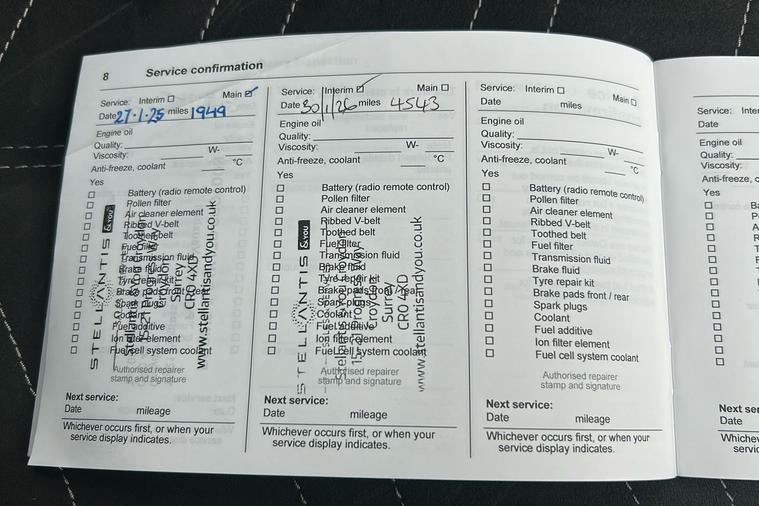 8 Service confirmation
Service: Interim ☐ Main ☑
Date 27·1·25 miles 1949
Engine oil
Quality:
Viscosity: W-
Anti-freeze, coolant °C
Yes
☐ Battery (radio remote control)
☐ Pollen filter
☐ Air cleaner element
☐ Ribbed V-belt
☐ Toothed belt
☐ Fuel filter
☐ Transmission fluid
☐ Brake fluid
☐ Tyre repair kit
☐ Brake pads front / rear
☐ Spark plugs
☐ Coolant
☐ Fuel additive
☐ Ion filter element
☐ Fuel cell system coolant
STELLANTIS &YOU
Stellantis &You Croydon
Croydon
Surrey
CR0 4XD
www.stellantisandyou.co.uk
Authorised repairer
stamp and signature
Next service:
Date mileage
Whichever occurs first, or when your
service display indicates.
Service: Interim ☑ Main ☐
Date 30/1/26 miles 4543
Engine oil
Quality:
Viscosity: W-
Anti-freeze, coolant °C
Yes
☐ Battery (radio remote control)
☐ Pollen filter
☐ Air cleaner element
☐ Ribbed V-belt
☐ Toothed belt
☐ Fuel filter
☐ Transmission fluid
☐ Brake fluid
☐ Tyre repair kit
☐ Brake pads front / rear
☐ Spark plugs
☐ Coolant
☐ Fuel additive
☐ Ion filter element
☐ Fuel cell system coolant
STELLANTIS &YOU
Stellantis &You Croydon
Croydon
Surrey
CR0 4XD
www.stellantisandyou.co.uk
Authorised repairer
stamp and signature
Next service:
Date mileage
Whichever occurs first, or when your
service display indicates.
Service: Interim ☐ Main ☐
Date miles
Engine oil
Quality:
Viscosity: W-
Anti-freeze, coolant °C
Yes
☐ Battery (radio remote control)
☐ Pollen filter
☐ Air cleaner element
☐ Ribbed V-belt
☐ Toothed belt
☐ Fuel filter
☐ Transmission fluid
☐ Brake fluid
☐ Tyre repair kit
☐ Brake pads front / rear
☐ Spark plugs
☐ Coolant
☐ Fuel additive
☐ Ion filter element
☐ Fuel cell system coolant
Authorised repairer
stamp and signature
Next service:
Date mileage
Whichever occurs first, or when your
service display indicates.
Service:
Date
Engine oil
Quality:
Viscosity:
Anti-freeze,
Yes
Date